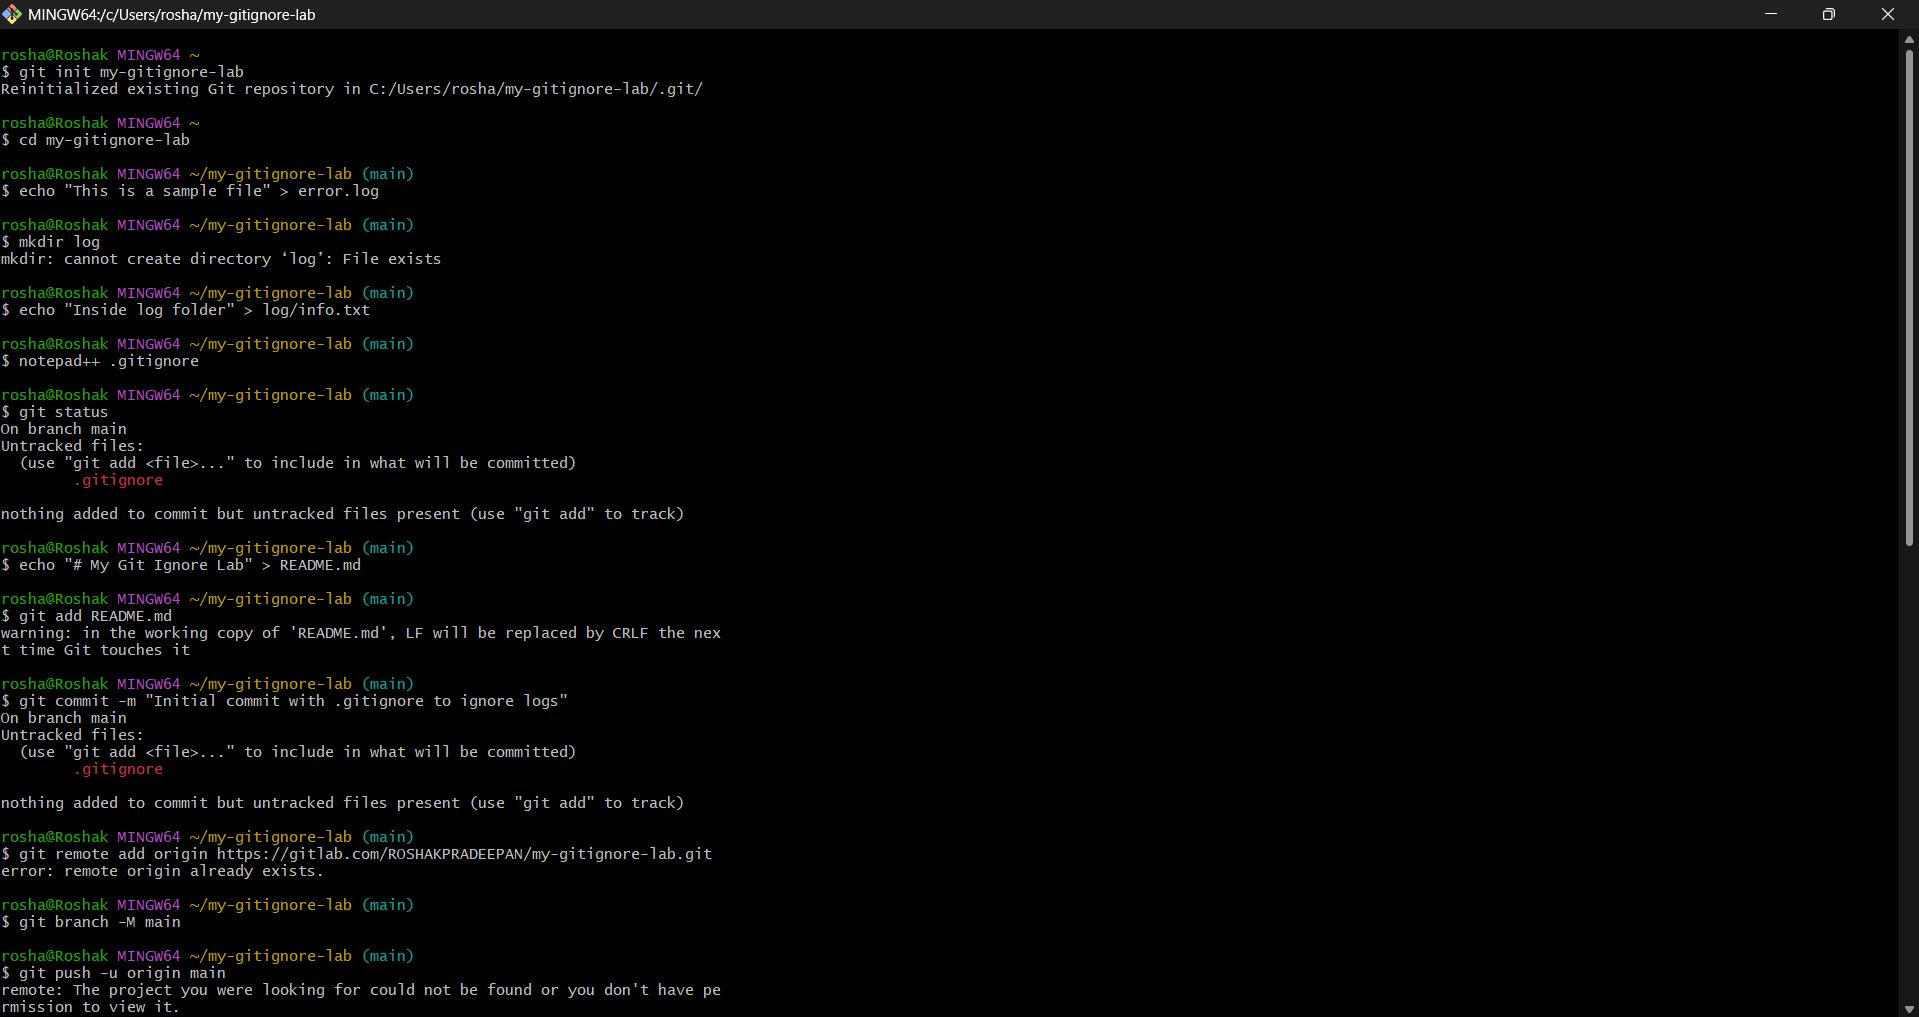 MINGW64:/c/Users/rosha/my-gitignore-lab
rosha@Roshak MINGW64 ~
$ git init my-gitignore-lab
Reinitialized existing Git repository in C:/Users/rosha/my-gitignore-lab/.git/
rosha@Roshak MINGW64 ~
$ cd my-gitignore-lab
rosha@Roshak MINGW64 ~/my-gitignore-lab (main)
$ echo "This is a sample file" > error.log
rosha@Roshak MINGW64 ~/my-gitignore-lab (main)
$ mkdir log
mkdir: cannot create directory ‘log’: File exists
rosha@Roshak MINGW64 ~/my-gitignore-lab (main)
$ echo "Inside log folder" > log/info.txt
rosha@Roshak MINGW64 ~/my-gitignore-lab (main)
$ notepad++ .gitignore
rosha@Roshak MINGW64 ~/my-gitignore-lab (main)
$ git status
On branch main
Untracked files:
  (use "git add <file>..." to include in what will be committed)
        .gitignore
nothing added to commit but untracked files present (use "git add" to track)
rosha@Roshak MINGW64 ~/my-gitignore-lab (main)
$ echo "# My Git Ignore Lab" > README.md
rosha@Roshak MINGW64 ~/my-gitignore-lab (main)
$ git add README.md
warning: in the working copy of 'README.md', LF will be replaced by CRLF the nex
t time Git touches it
rosha@Roshak MINGW64 ~/my-gitignore-lab (main)
$ git commit -m "Initial commit with .gitignore to ignore logs"
On branch main
Untracked files:
  (use "git add <file>..." to include in what will be committed)
        .gitignore
nothing added to commit but untracked files present (use "git add" to track)
rosha@Roshak MINGW64 ~/my-gitignore-lab (main)
$ git remote add origin https://gitlab.com/ROSHAKPRADEEPAN/my-gitignore-lab.git
error: remote origin already exists.
rosha@Roshak MINGW64 ~/my-gitignore-lab (main)
$ git branch -M main
rosha@Roshak MINGW64 ~/my-gitignore-lab (main)
$ git push -u origin main
remote: The project you were looking for could not be found or you don't have pe
rmission to view it.